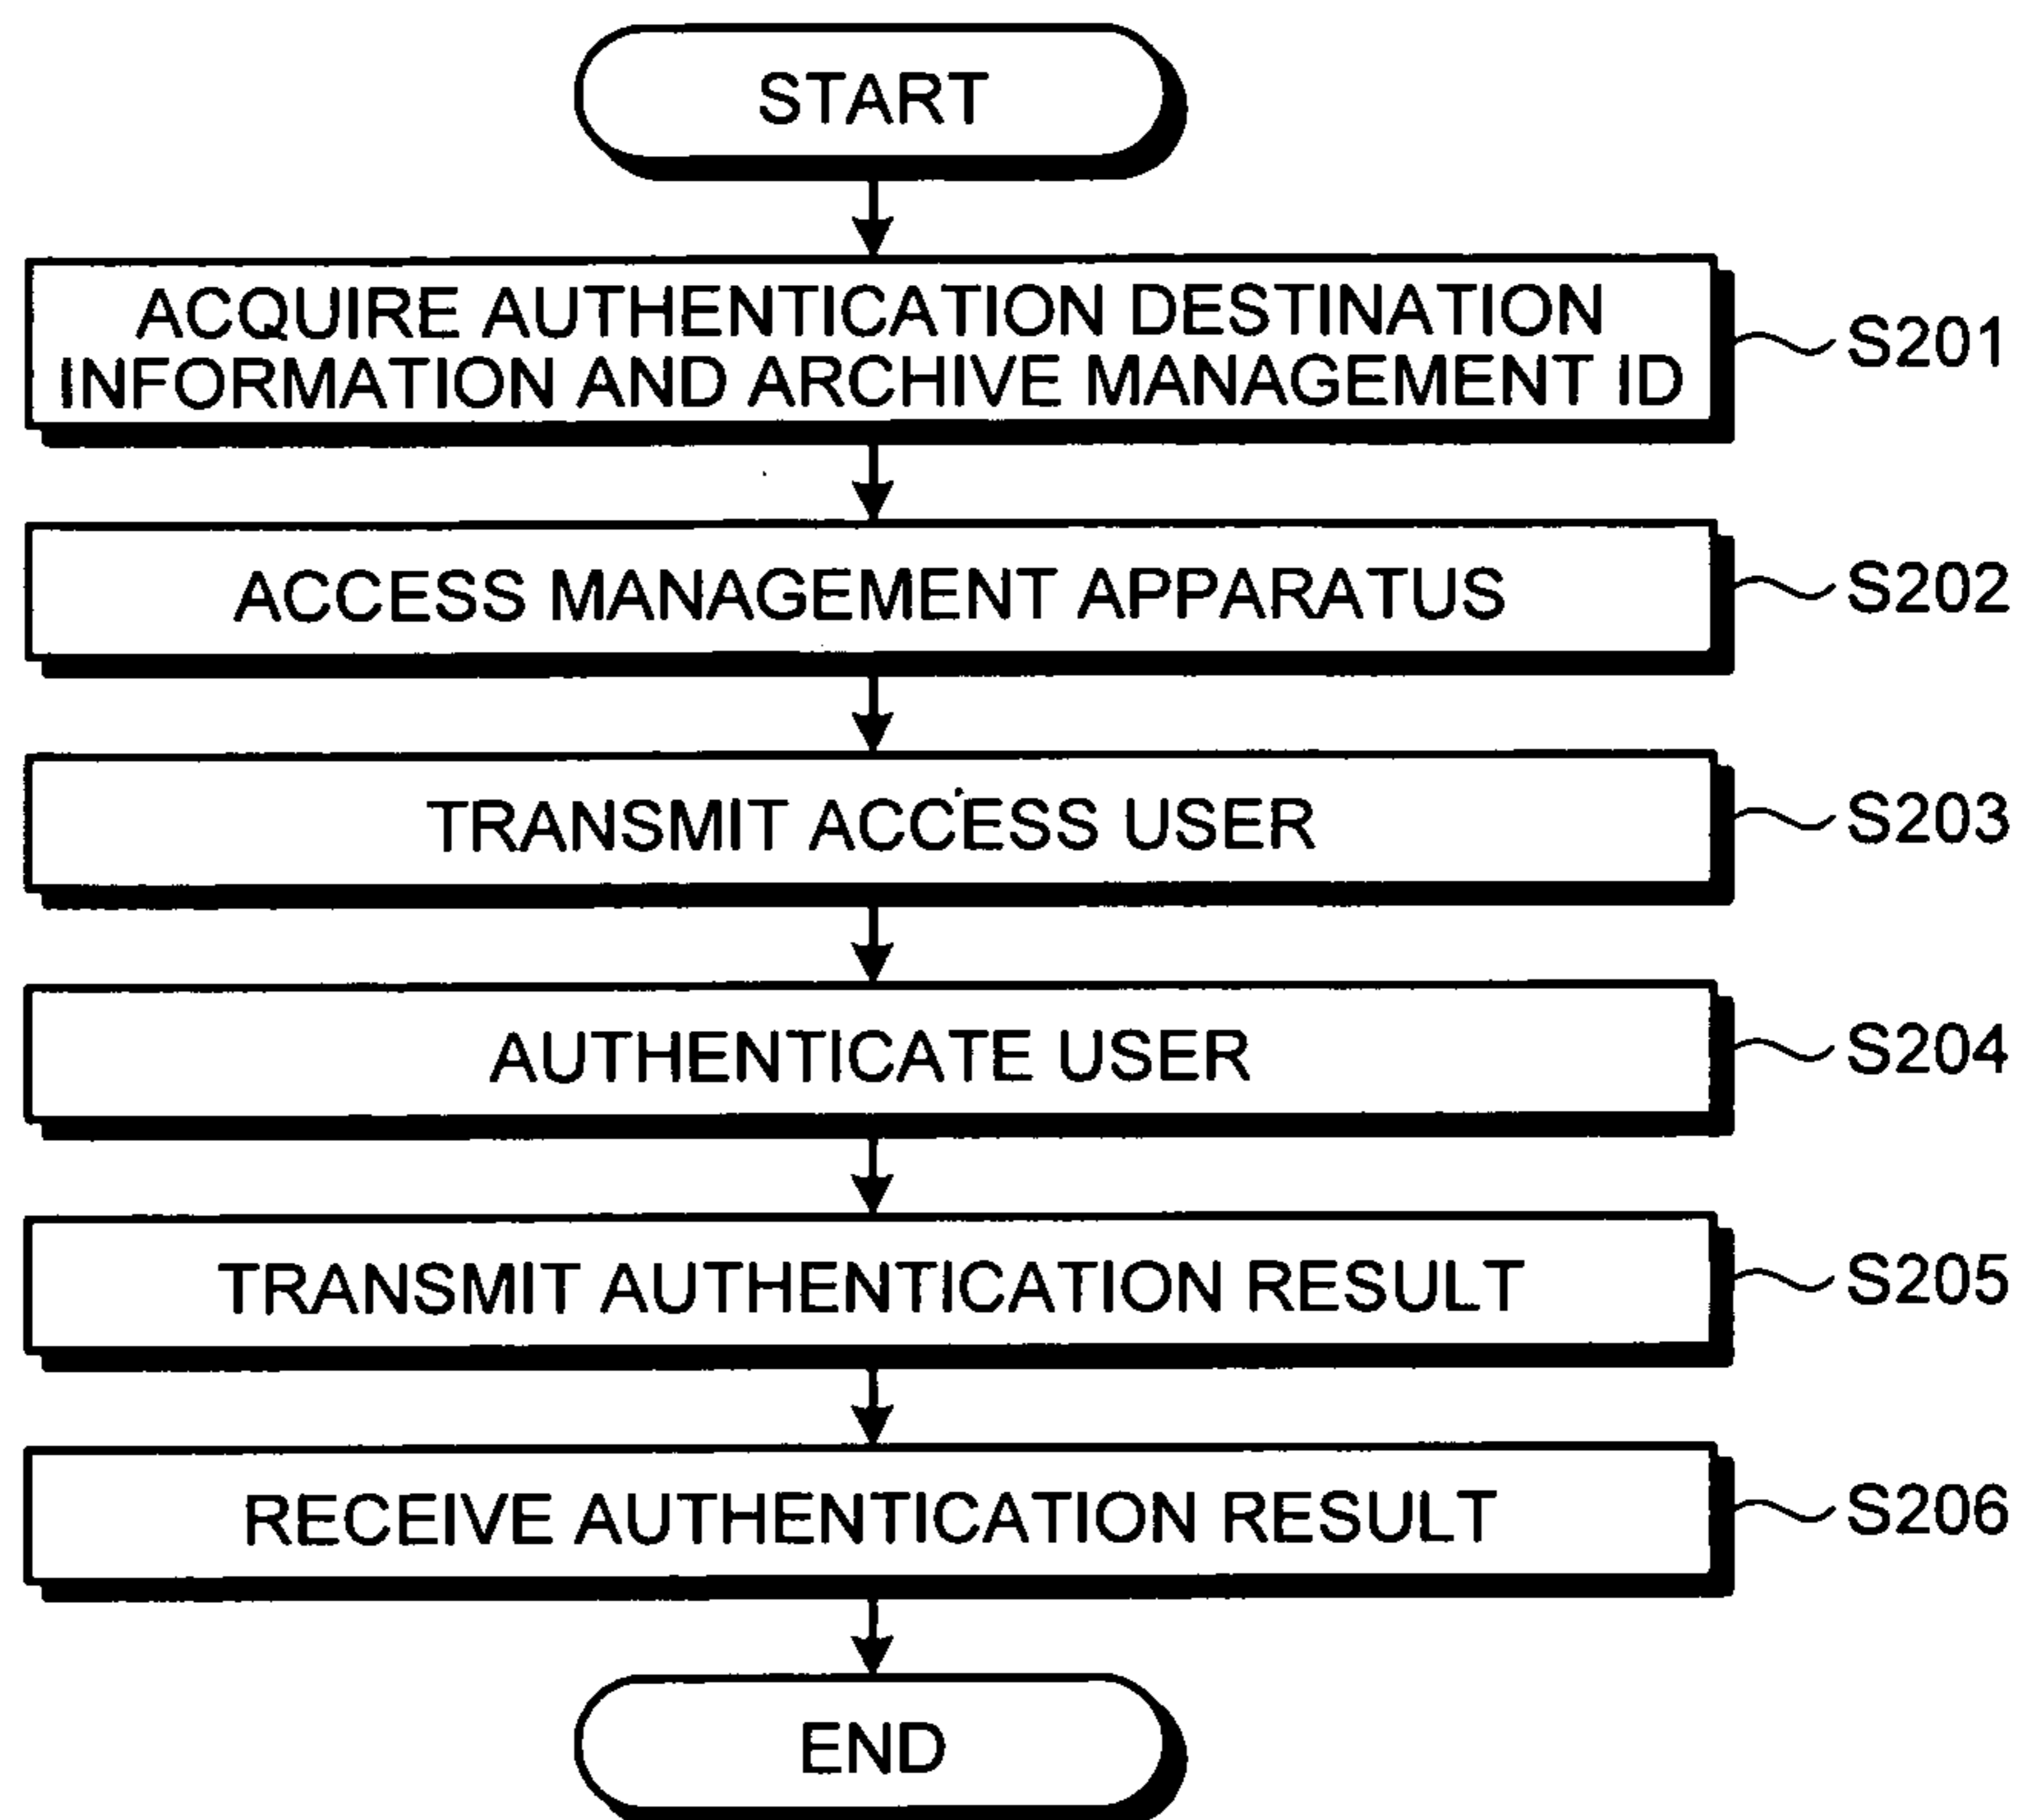 START
ACQUIRE AUTHENTICATION DESTINATION
INFORMATION AND ARCHIVE MANAGEMENT ID
S201
ACCESS MANAGEMENT APPARATUS
S202
TRANSMIT ACCESS USER
S203
AUTHENTICATE USER
S204
TRANSMIT AUTHENTICATION RESULT
S205
RECEIVE AUTHENTICATION RESULT
S206
END